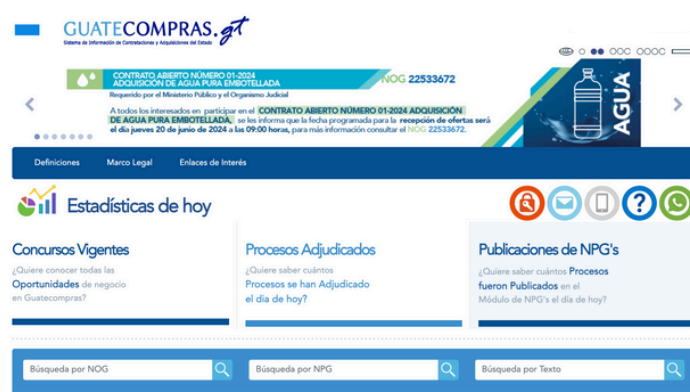 GUATECOMPRAS.gt
Sistema de Información de Contrataciones y Adquisiciones del Estado
CONTRATO ABIERTO NÚMERO 01-2024
ADQUISICIÓN DE AGUA PURA EMBOTELLADA
NOG 22533672
Requerido por el Ministerio Público y el Organismo Judicial
A todos los interesados en participar en el CONTRATO ABIERTO NÚMERO 01-2024 ADQUISICIÓN
DE AGUA PURA EMBOTELLADA, se les informa que la fecha programada para la recepción de ofertas será
el día jueves 20 de junio de 2024 a las 09:00 horas, para más información consultar el NOG 22533672.
AGUA
Definiciones Marco Legal Enlaces de Interés
Estadísticas de hoy
Concursos Vigentes
¿Quiere conocer todas las
Oportunidades de negocio
en Guatecompras?
Procesos Adjudicados
¿Quiere saber cuántos
Procesos se han Adjudicado
el día de hoy?
Publicaciones de NPG's
¿Quiere saber cuántos Procesos
fueron Publicados en el
Módulo de NPG's el día de hoy?
Búsqueda por NOG Búsqueda por NPG Búsqueda por Texto